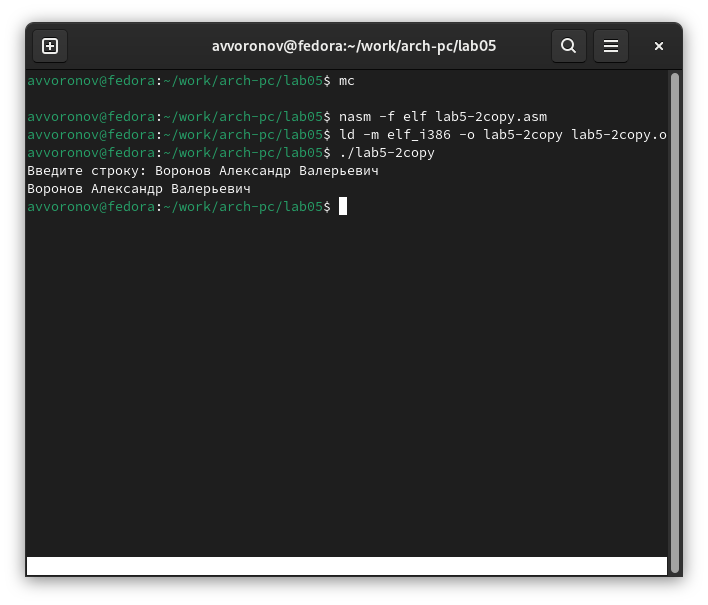 avvoronov@fedora:~/work/arch-pc/lab05
avvoronov@fedora:~/work/arch-pc/lab05$ mc
avvoronov@fedora:~/work/arch-pc/lab05$ nasm -f elf lab5-2copy.asm
avvoronov@fedora:~/work/arch-pc/lab05$ ld -m elf_i386 -o lab5-2copy lab5-2copy.o
avvoronov@fedora:~/work/arch-pc/lab05$ ./lab5-2copy
Введите строку: Воронов Александр Валерьевич
Воронов Александр Валерьевич
avvoronov@fedora:~/work/arch-pc/lab05$